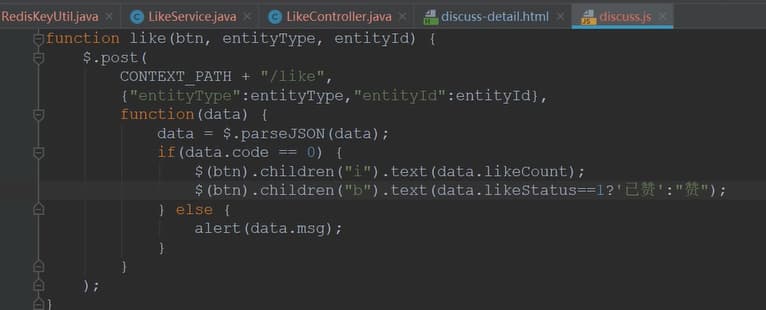 RedisKeyUtil.java LikeService.java LikeController.java discuss-detail.html discuss.js
function like(btn, entityType, entityId) {
$.post(
CONTEXT_PATH + "/like",
{"entityType":entityType,"entityId":entityId},
function(data) {
data = $.parseJSON(data);
if(data.code == 0) {
$(btn).children("i").text(data.likeCount);
$(btn).children("b").text(data.likeStatus==1?'已赞':"赞");
} else {
alert(data.msg);
}
}
);
}